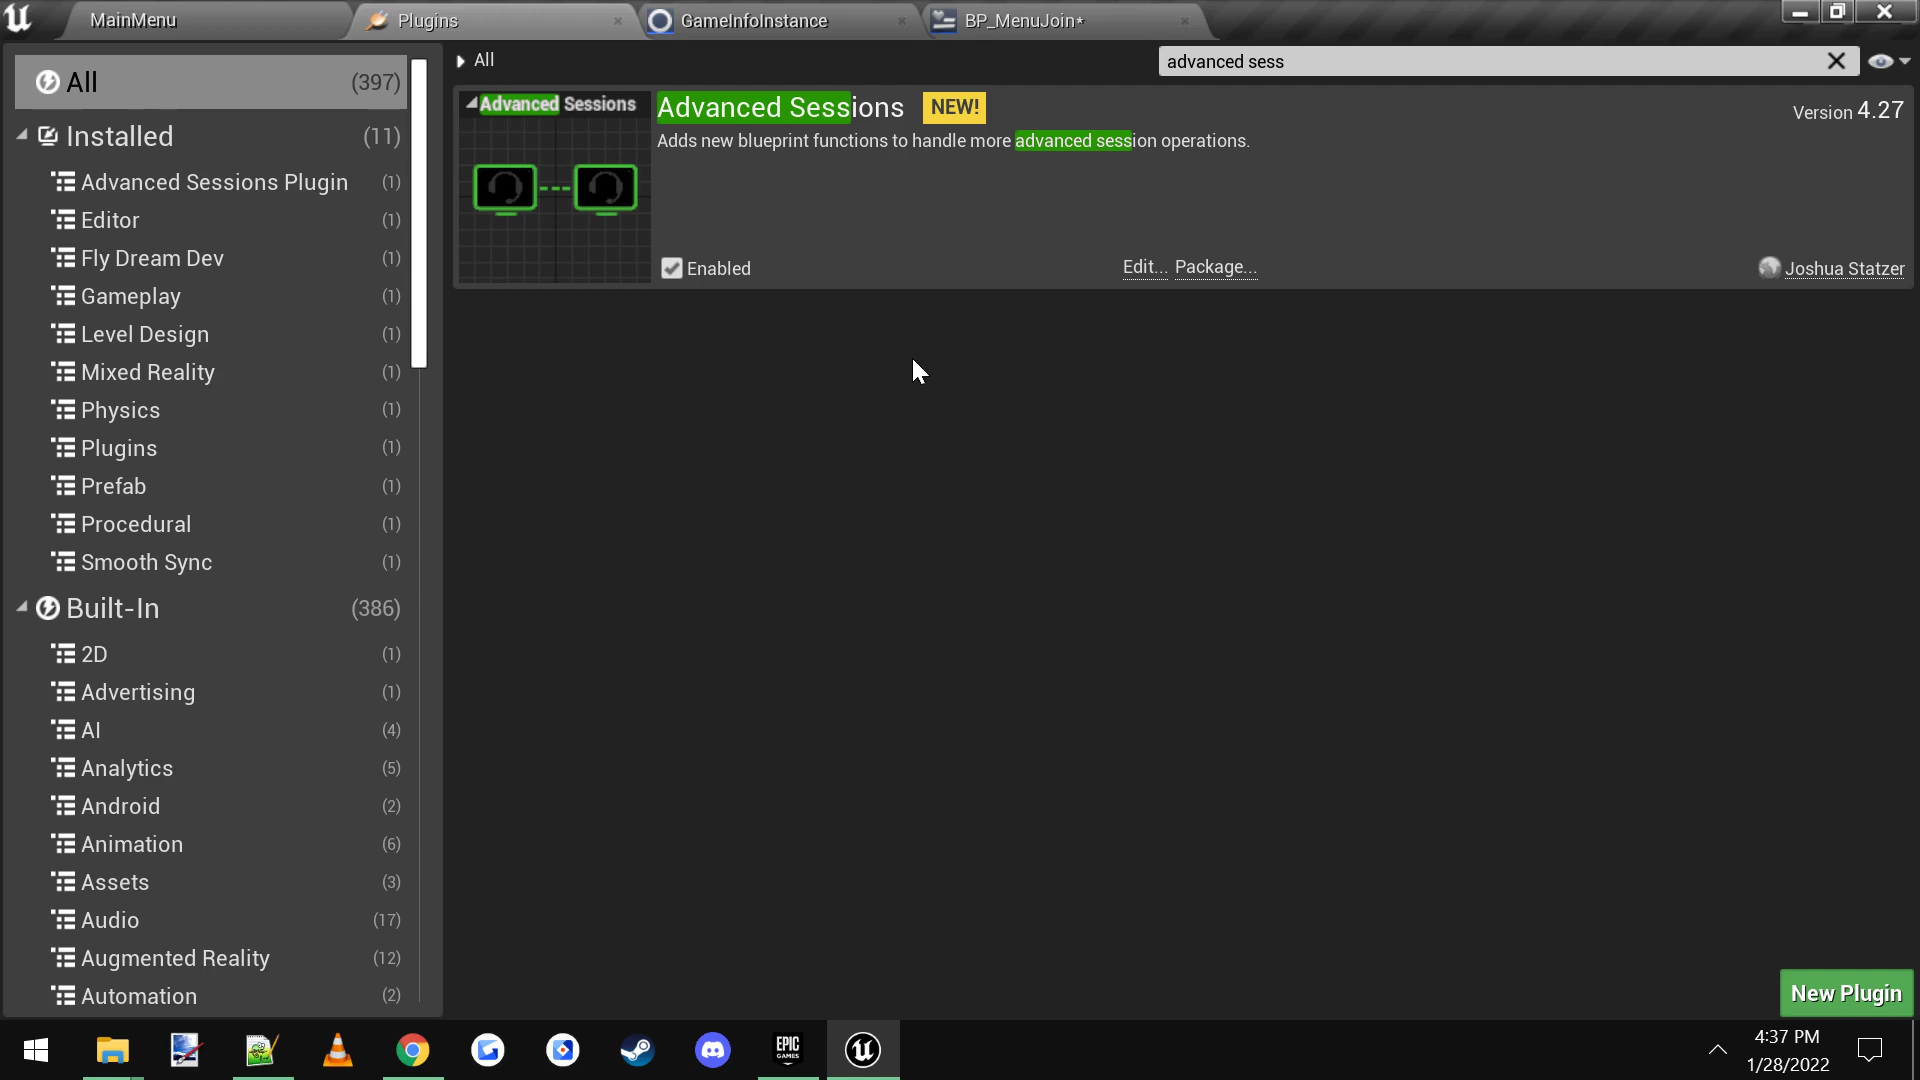 MainMenu
Plugins
GameInfoInstance
BP_MenuJoin*
All (397)
Installed (11)
Advanced Sessions Plugin (1)
Editor (1)
Fly Dream Dev (1)
Gameplay (1)
Level Design (1)
Mixed Reality (1)
Physics (1)
Plugins (1)
Prefab (1)
Procedural (1)
Smooth Sync (1)
Built-In (386)
2D (1)
Advertising (1)
AI (4)
Analytics (5)
Android (2)
Animation (6)
Assets (3)
Audio (17)
Augmented Reality (12)
Automation (2)
All
advanced sess
Advanced Sessions
Advanced Sessions NEW!
Version 4.27
Adds new blueprint functions to handle more advanced session operations.
Enabled
Edit... Package...
Joshua Statzer
New Plugin
EPIC
GAMES
4:37 PM
1/28/2022